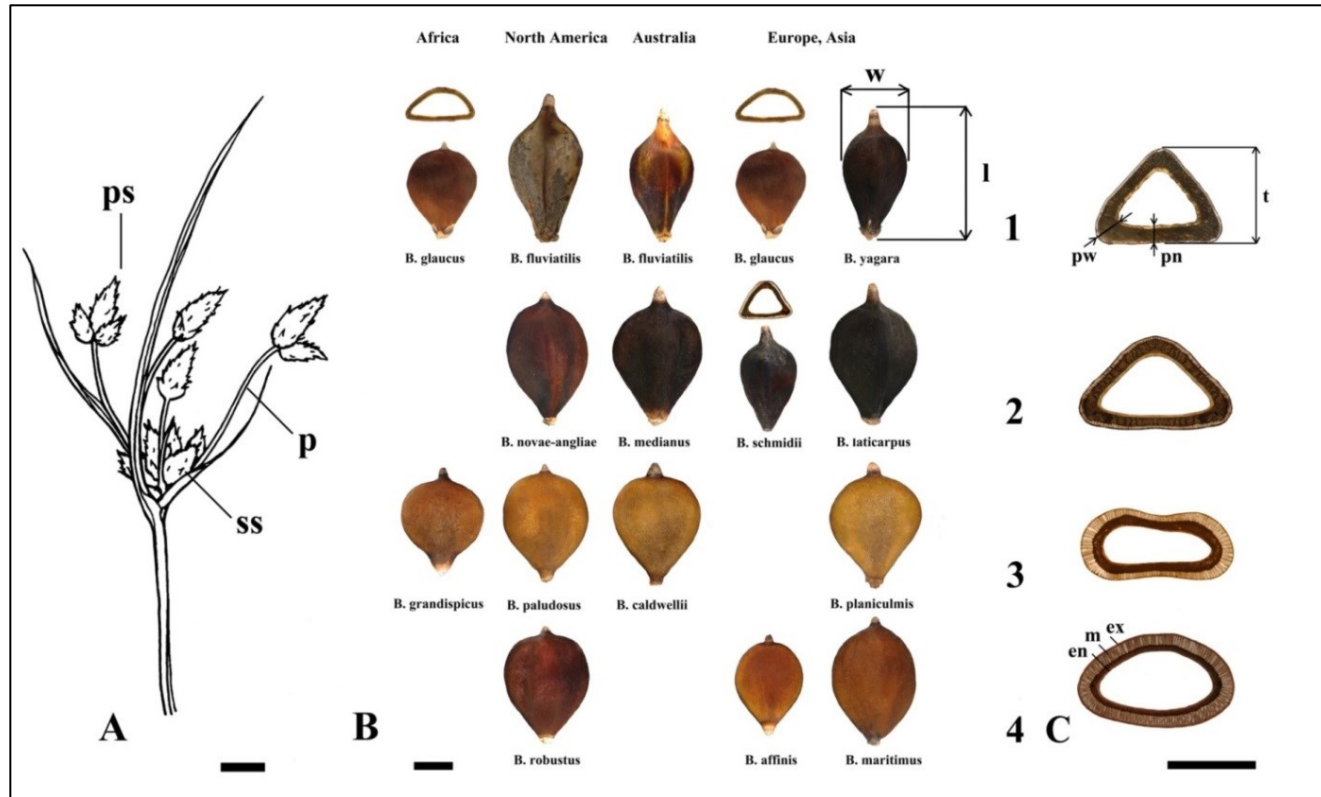 Africa North America Australia Europe, Asia
w
l
B. glaucus B. fluviatilis B. fluviatilis B. glaucus B. yagara
1
t
pw pn
ps
B. novae-angliae B. medianus B. schmidii B. laticarpus
2
p
ss
B. grandispicus B. paludosus B. caldwellii B. planiculmis
3
ex
m
en
A B 4 C
B. robustus B. affinis B. maritimus